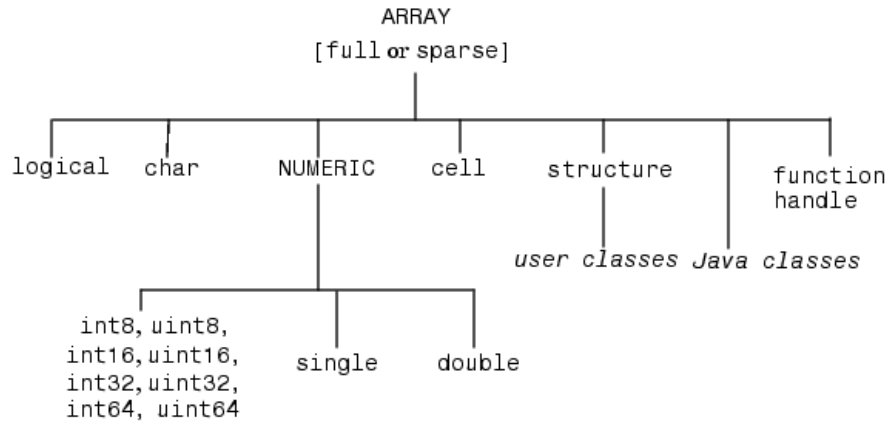 ARRAY
[full or sparse]
logical char NUMERIC cell structure
function
handle
user classes Java classes
int8, uint8,
int16, uint16,
int32, uint32,
int64, uint64
single double